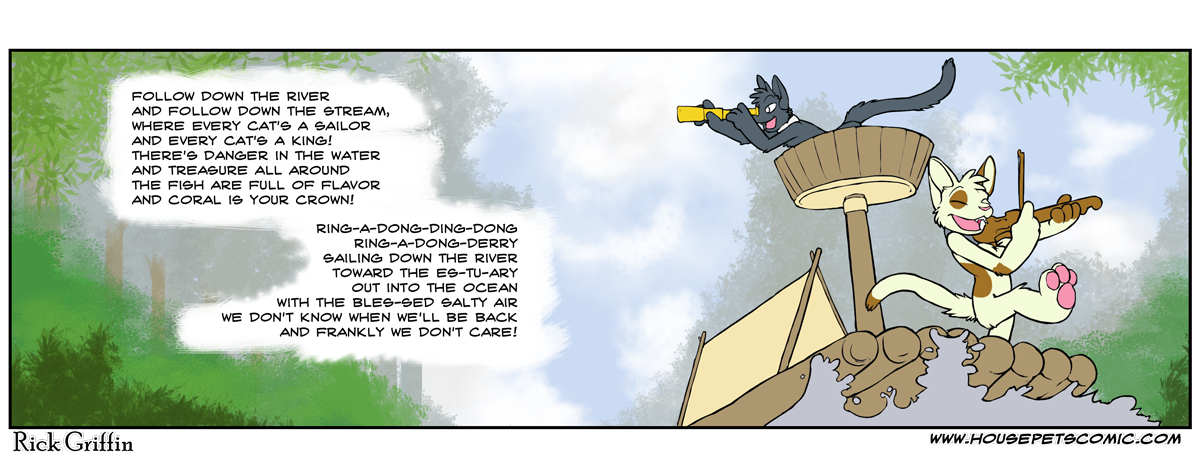 FOLLOW DOWN THE RIVER
AND FOLLOW DOWN THE STREAM,
WHERE EVERY CAT'S A SAILOR
AND EVERY CAT'S A KING!
THERE'S DANGER IN THE WATER
AND TREASURE ALL AROUND
THE FISH ARE FULL OF FLAVOR
AND CORAL IS YOUR CROWN!
RING-A-DONG-DING-DONG
RING-A-DONG-DERRY
SAILING DOWN THE RIVER
TOWARD THE ES-TU-ARY
OUT INTO THE OCEAN
WITH THE BLES-SED SALTY AIR
WE DON'T KNOW WHEN WE'LL BE BACK
AND FRANKLY WE DON'T CARE!
Rick Griffin
WWW.HOUSEPETSCOMIC.COM